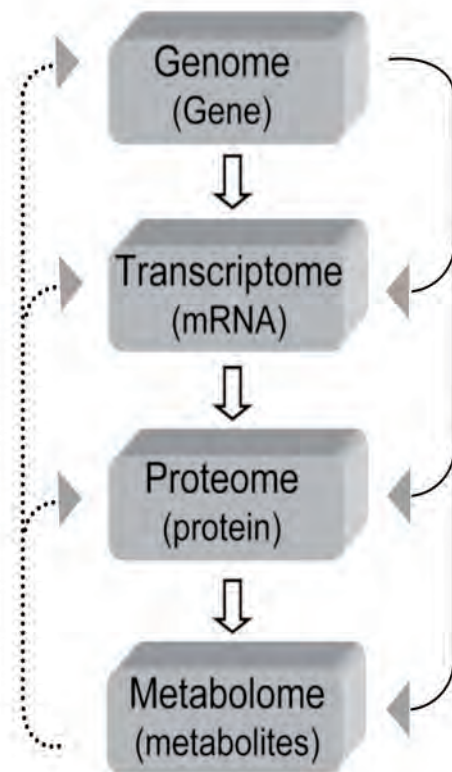 Genome
(Gene)
Transcriptome
(mRNA)
Proteome
(protein)
Metabolome
(metabolites)